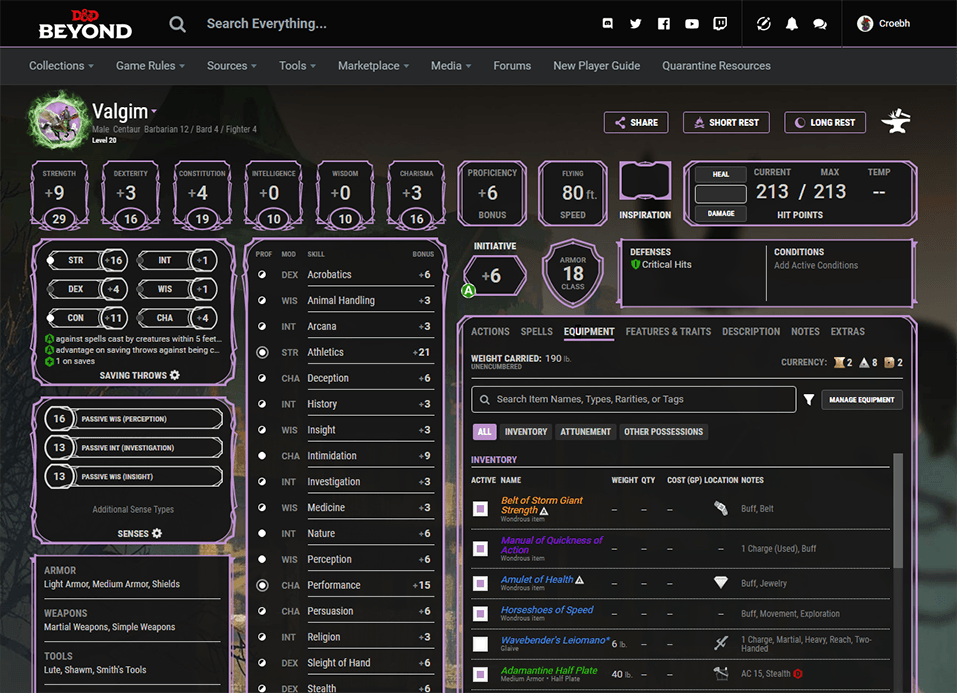 D&D
BEYOND
Search Everything...
Croebh
Collections
Game Rules
Sources
Tools
Marketplace
Media
Forums
New Player Guide
Quarantine Resources
Valgim
Male Centaur Barbarian 12 / Bard 4 / Fighter 4
Level 20
SHARE
SHORT REST
LONG REST
STRENGTH
+9
29
DEXTERITY
+3
16
CONSTITUTION
+4
19
INTELLIGENCE
+0
10
WISDOM
+0
10
CHARISMA
+3
16
PROFICIENCY
+6
BONUS
FLYING
80 ft.
SPEED
INSPIRATION
HEAL
DAMAGE
CURRENT MAX TEMP
213 / 213 --
HIT POINTS
STR +16
INT +1
DEX +4
WIS +1
CON +11
CHA +4
A against spells cast by creatures within 5 feet...
A advantage on saving throws against being c...
1 on saves
SAVING THROWS
16 PASSIVE WIS (PERCEPTION)
13 PASSIVE INT (INVESTIGATION)
13 PASSIVE WIS (INSIGHT)
Additional Sense Types
SENSES
ARMOR
Light Armor, Medium Armor, Shields
WEAPONS
Martial Weapons, Simple Weapons
TOOLS
Lute, Shawm, Smith's Tools
PROF MOD SKILL BONUS
DEX Acrobatics +6
WIS Animal Handling +3
INT Arcana +3
STR Athletics +21
CHA Deception +6
INT History +3
WIS Insight +3
CHA Intimidation +9
INT Investigation +3
WIS Medicine +3
INT Nature +6
WIS Perception +6
CHA Performance +15
CHA Persuasion +6
INT Religion +3
DEX Sleight of Hand +6
DEX Stealth +6
INITIATIVE
+6
A
ARMOR
18
CLASS
DEFENSES
Critical Hits
CONDITIONS
Add Active Conditions
ACTIONS SPELLS EQUIPMENT FEATURES & TRAITS DESCRIPTION NOTES EXTRAS
WEIGHT CARRIED: 190 lb.
UNENCUMBERED
CURRENCY: 2 8 2
Search Item Names, Types, Rarities, or Tags
MANAGE EQUIPMENT
ALL INVENTORY ATTUNEMENT OTHER POSSESSIONS
INVENTORY
ACTIVE NAME WEIGHT QTY COST (GP) LOCATION NOTES
Belt of Storm Giant
Strength
Wondrous item
– – – Buff, Belt
Manual of Quickness of
Action
Wondrous item
– – – – 1 Charge (Used), Buff
Amulet of Health
Wondrous item
– – – Buff, Jewelry
Horseshoes of Speed
Wondrous item
– – – – Buff, Movement, Exploration
Wavebender's Leiomano*
Glaive
6 lb. – – 1 Charge, Martial, Heavy, Reach, Two-
Handed
Adamantine Half Plate
Medium Armor • Half Plate
40 lb. – – AC 15, Stealth D